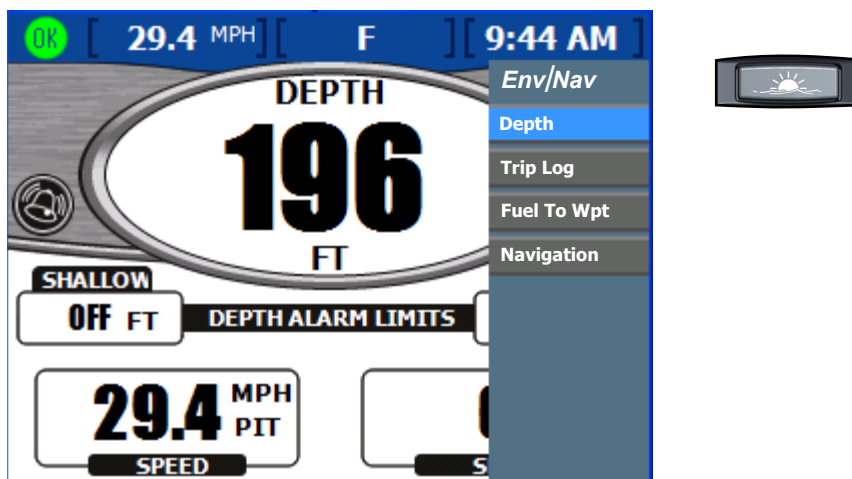 OK 29.4 MPH F 9:44 AM
Env/Nav
DEPTH
Depth
196
Trip Log
Fuel To Wpt
FT
Navigation
SHALLOW
OFF FT DEPTH ALARM LIMITS
29.4 MPH
PIT
SPEED